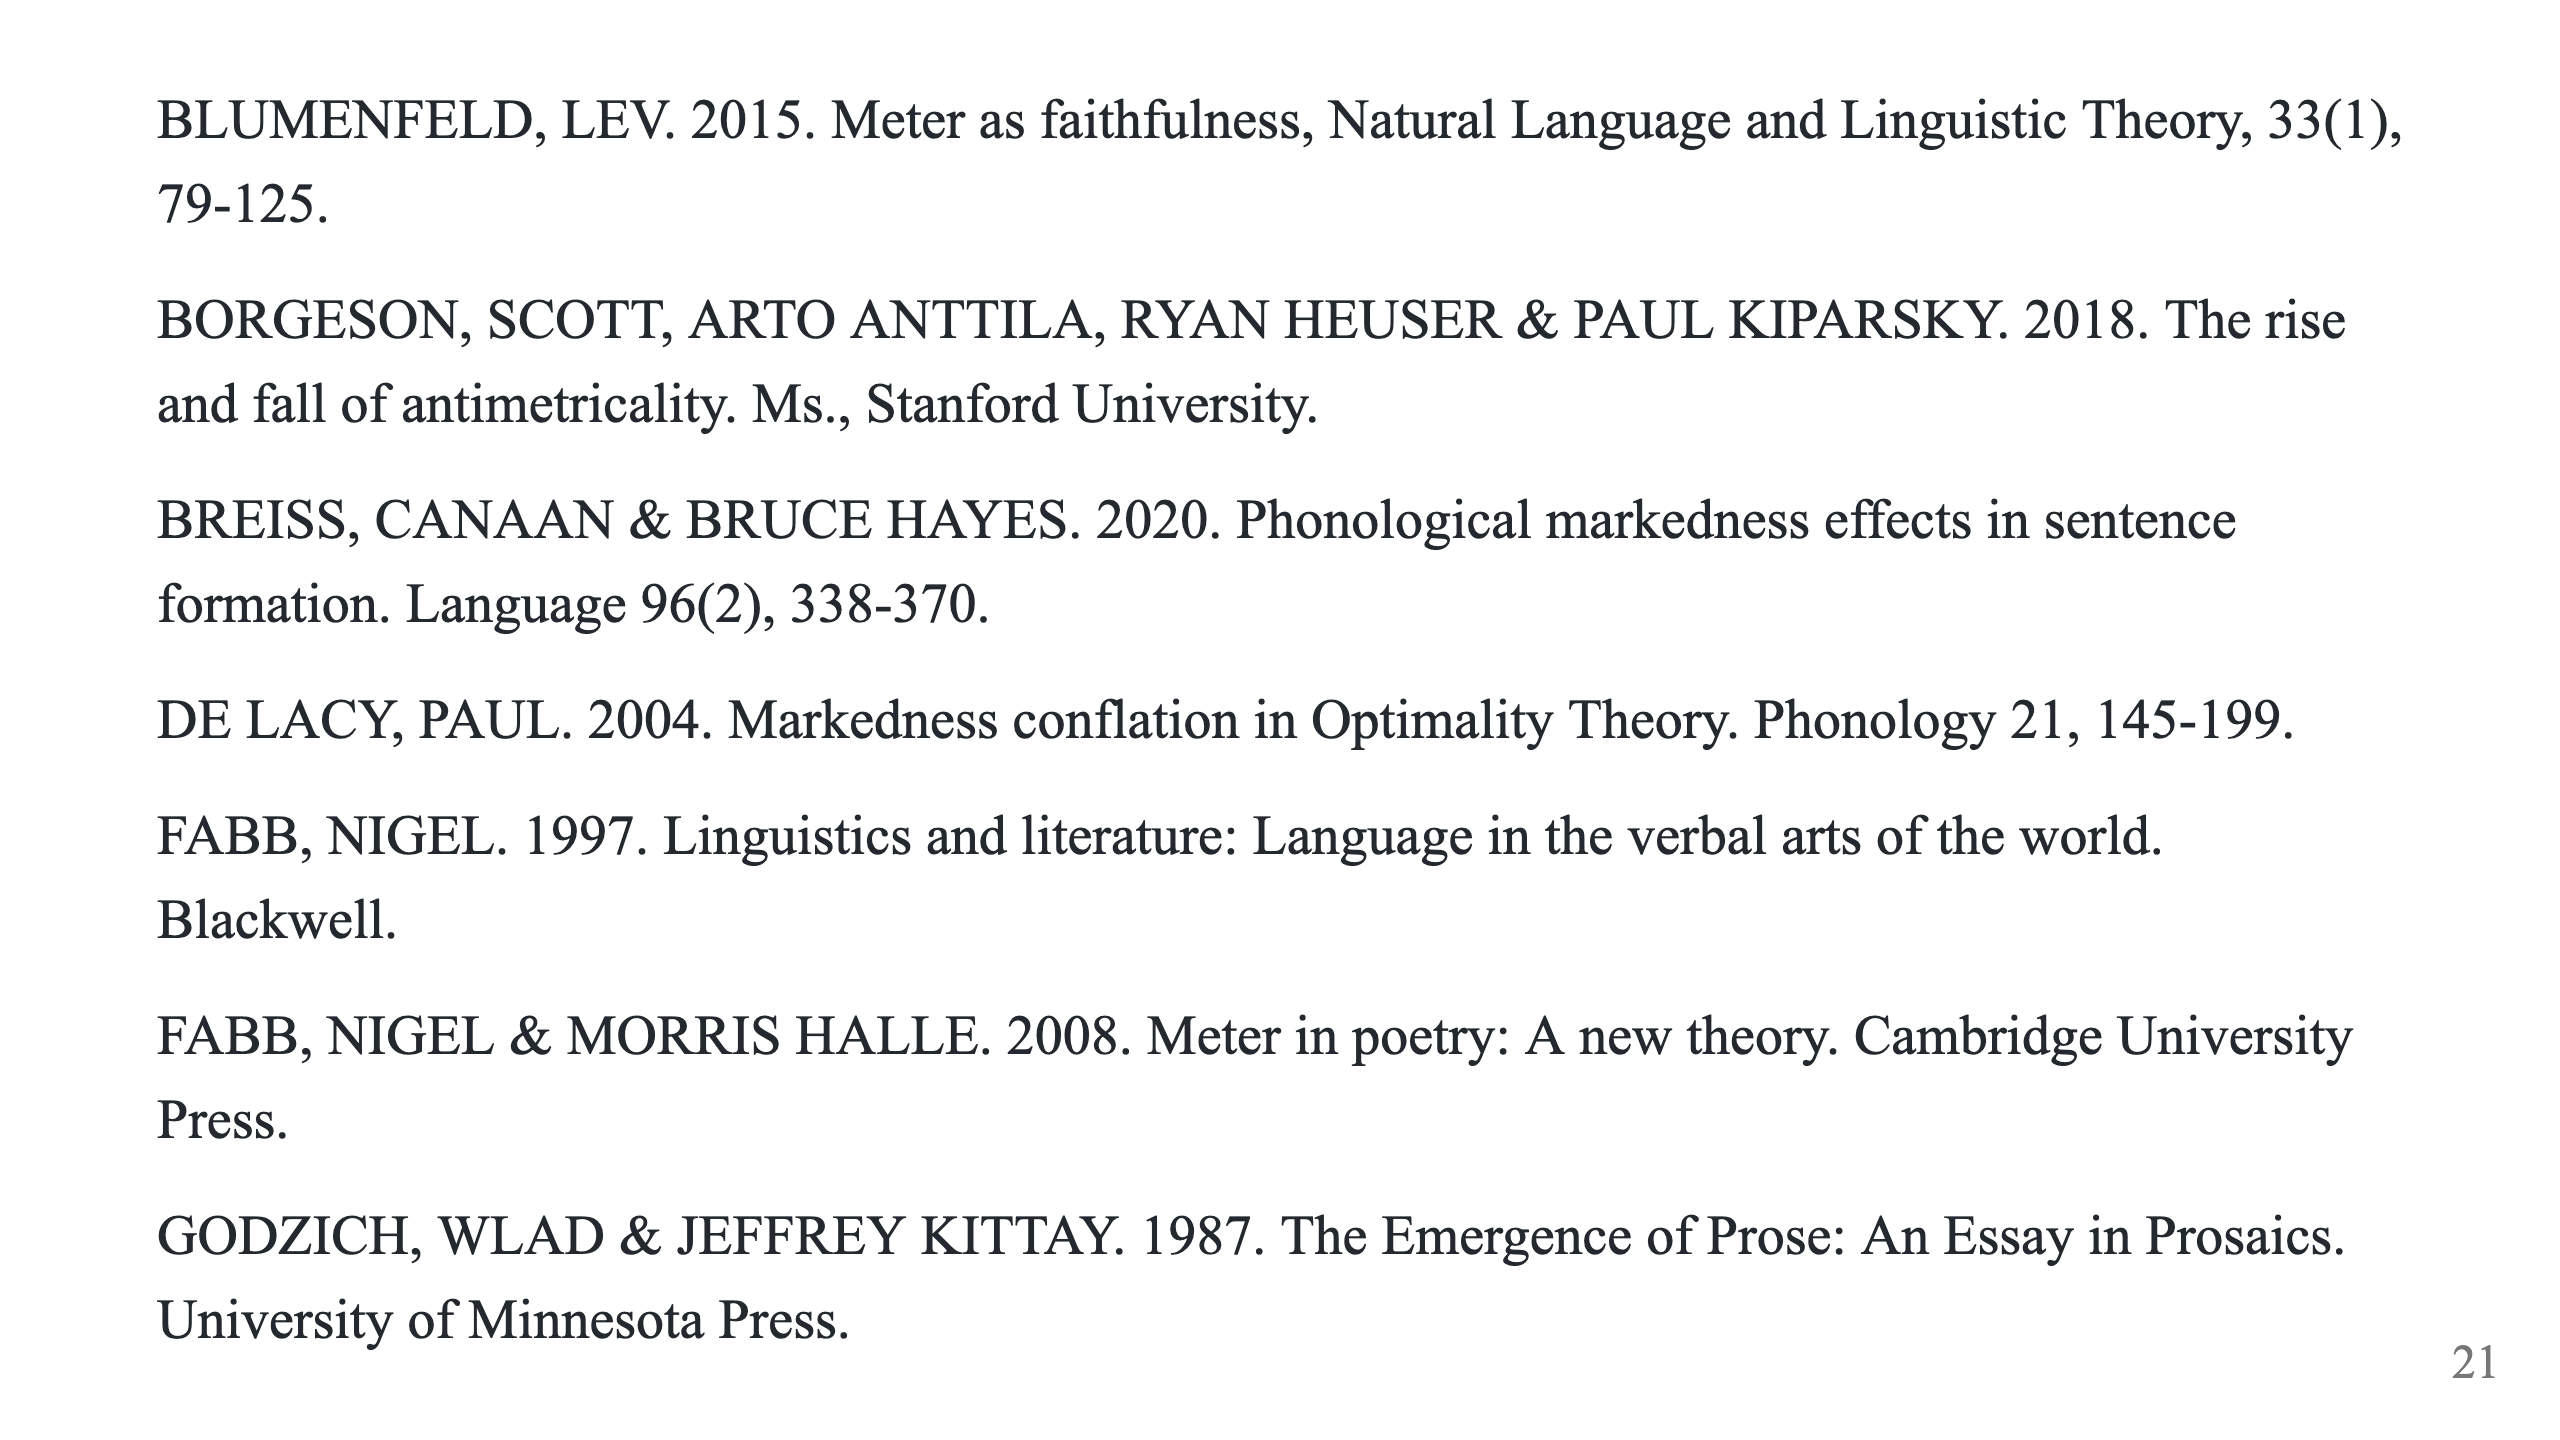 BLUMENFELD, LEV. 2015. Meter as faithfulness, Natural Language and Linguistic Theory, 33(1),
79-125.
BORGESON, SCOTT, ARTO ANTTILA, RYAN HEUSER & PAUL KIPARSKY. 2018. The rise
and fall of antimetricality. Ms., Stanford University.
BREISS, CANAAN & BRUCE HAYES. 2020. Phonological markedness effects in sentence
formation. Language 96(2), 338-370.
DE LACY, PAUL. 2004. Markedness conflation in Optimality Theory. Phonology 21, 145-199.
FABB, NIGEL. 1997. Linguistics and literature: Language in the verbal arts of the world.
Blackwell.
FABB, NIGEL & MORRIS HALLE. 2008. Meter in poetry: A new theory. Cambridge University
Press.
GODZICH, WLAD & JEFFREY KITTAY. 1987. The Emergence of Prose: An Essay in Prosaics.
University of Minnesota Press.
21